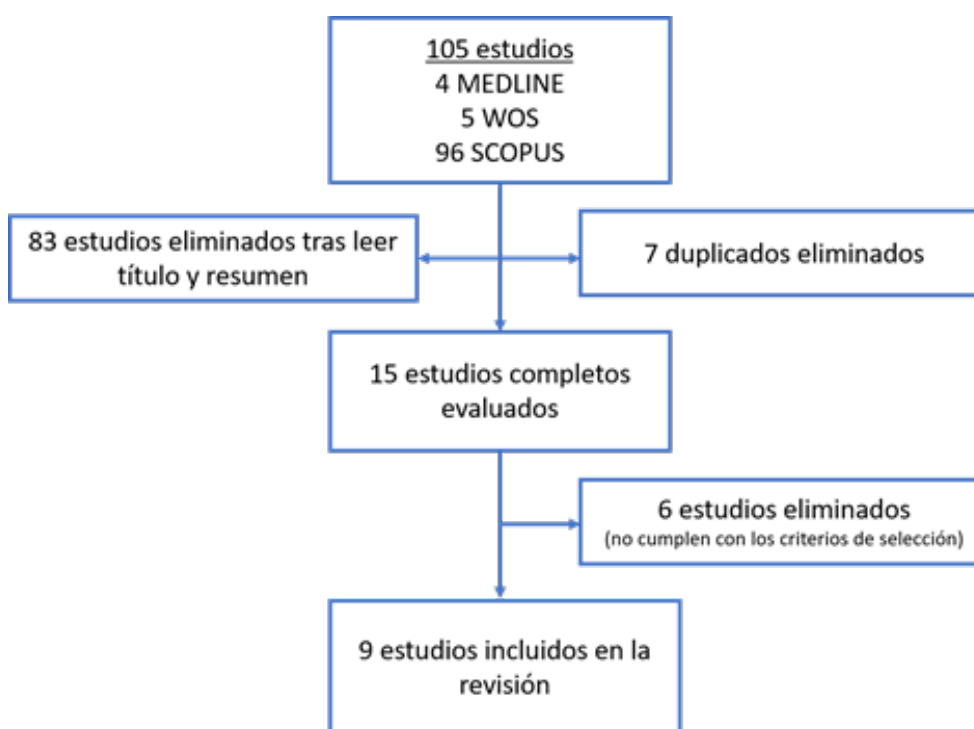 105 estudios
4 MEDLINE
5 WOS
96 SCOPUS
83 estudios eliminados tras leer
título y resumen
7 duplicados eliminados
15 estudios completos
evaluados
6 estudios eliminados
(no cumplen con los criterios de selección)
9 estudios incluidos en la
revisión